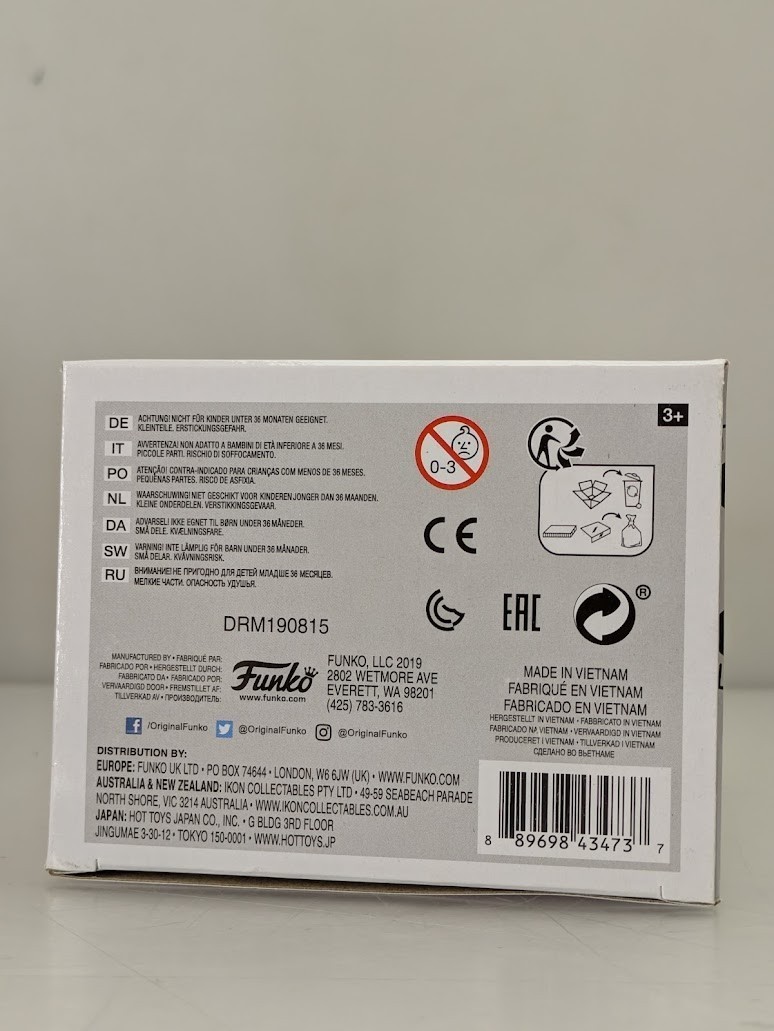 3+
DE ACHTUNG! NICHT FÜR KINDER UNTER 36 MONATEN GEEIGNET.
KLEINTEILE. ERSTICKUNGSGEFAHR.
IT AVVERTENZA! NON ADATTO A BAMBINI DI ETÀ INFERIORE A 36 MESI.
PICCOLE PARTI. RISCHIO DI SOFFOCAMENTO.
PO ATENÇÃO! CONTRA-INDICADO PARA CRIANÇAS COM MENOS DE 36 MESES.
PEQUENAS PARTES. RISCO DE ASFIXIA.
NL WAARSCHUWING! NIET GESCHIKT VOOR KINDEREN JONGER DAN 36 MAANDEN.
KLEINE ONDERDELEN. VERSTIKKINGSGEVAAR.
DA ADVARSEL! IKKE EGNET TIL BØRN UNDER 36 MÅNEDER.
SMÅ DELE. KVÆLNINGSFARE.
SW VARNING! INTE LÄMPLIG FÖR BARN UNDER 36 MÅNADER.
SMÅ DELAR. KVÄVNINGSRISK.
RU ВНИМАНИЕ! НЕ ПРИГОДНО ДЛЯ ДЕТЕЙ МЛАДШЕ 36 МЕСЯЦЕВ.
МЕЛКИЕ ЧАСТИ. ОПАСНОСТЬ УДУШЬЯ.
0-3
CE
EAC
®
DRM190815
MANUFACTURED BY • FABRIQUÉ PAR:
FABRICADO POR • HERGESTELLT DURCH:
FABBRICATO DA • FABRICADO POR:
VERVAARDIGD DOOR • FREMSTILLET AF:
TILLVERKAD AV • ПРОИЗВОДИТЕЛЬ:
Funko
www.funko.com
FUNKO, LLC 2019
2802 WETMORE AVE
EVERETT, WA 98201
(425) 783-3616
MADE IN VIETNAM
FABRIQUÉ EN VIETNAM
FABRICADO EN VIETNAM
HERGESTELLT IN VIETNAM • FABBRICATO IN VIETNAM
FABRICADO NA VIETNAM • VERVAARDIGD IN VIETNAM
PRODUCERET I VIETNAM • TILLVERKAD I VIETNAM
СДЕЛАНО ВО ВЬЕТНАМЕ
/OriginalFunko @OriginalFunko @OriginalFunko
DISTRIBUTION BY:
EUROPE: FUNKO UK LTD • PO BOX 74644 • LONDON, W6 6JW (UK) • WWW.FUNKO.COM
AUSTRALIA & NEW ZEALAND: IKON COLLECTABLES PTY LTD • 49-59 SEABEACH PARADE
NORTH SHORE, VIC 3214 AUSTRALIA • WWW.IKONCOLLECTABLES.COM.AU
JAPAN: HOT TOYS JAPAN CO., INC. • G BLDG 3RD FLOOR
JINGUMAE 3-30-12 • TOKYO 150-0001 • WWW.HOTTOYS.JP
8 89698 43473 7